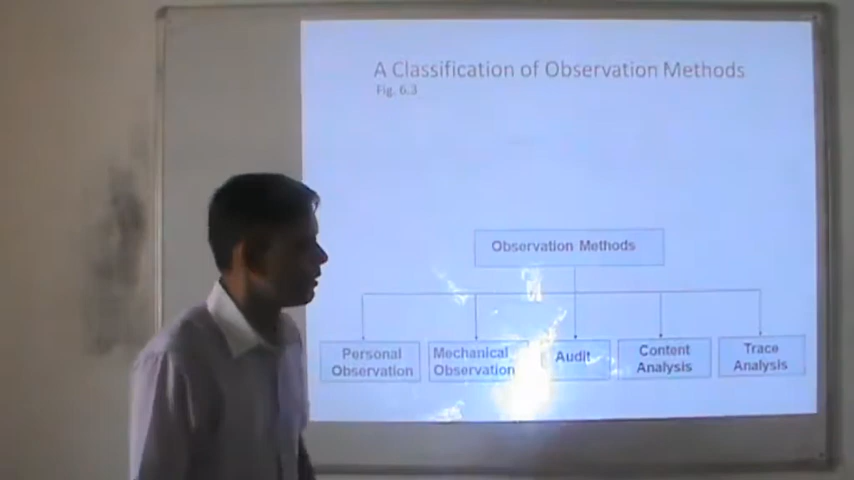 A Classification of Observation Methods
Fig. 6.3
Observation Methods
Personal
Observation
Mechanical
Observation
Audit
Content
Analysis
Trace
Analysis